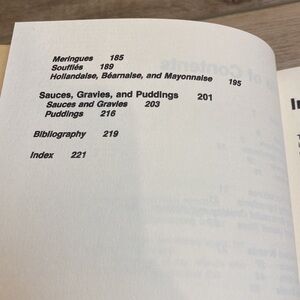 Meringues 185
Soufflés 189
Hollandaise, Béarnaise, and Mayonnaise 195
Sauces, Gravies, and Puddings 201
Sauces and Gravies 203
Puddings 216
Bibliography 219
Index 221